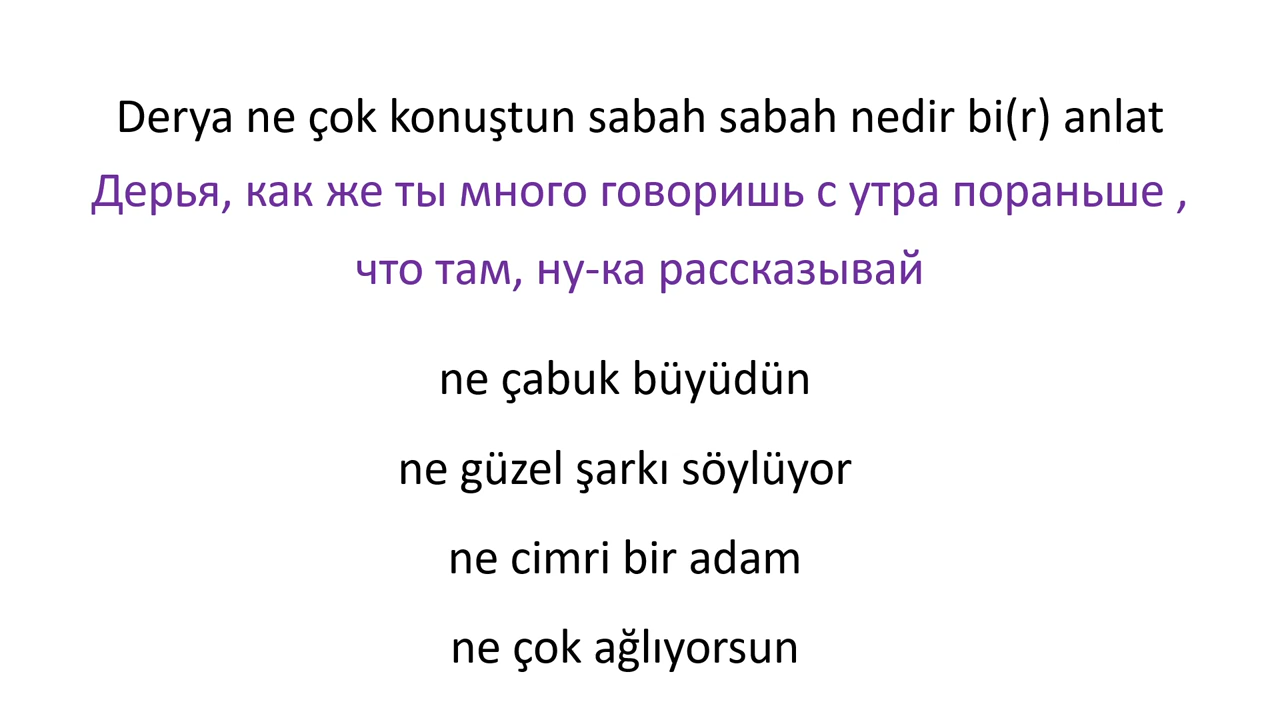 Derya ne çok konuştun sabah sabah nedir bi(r) anlat
Дерья, как же ты много говоришь с утра пораньше ,
что там, ну-ка рассказывай
ne çabuk büyüdün
ne güzel şarkı söylüyor
ne cimri bir adam
ne çok ağlıyorsun